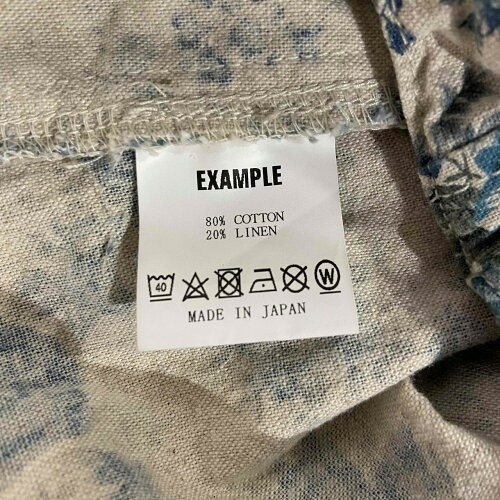 EXAMPLE
80% COTTON
20% LINEN
40
W
MADE IN JAPAN